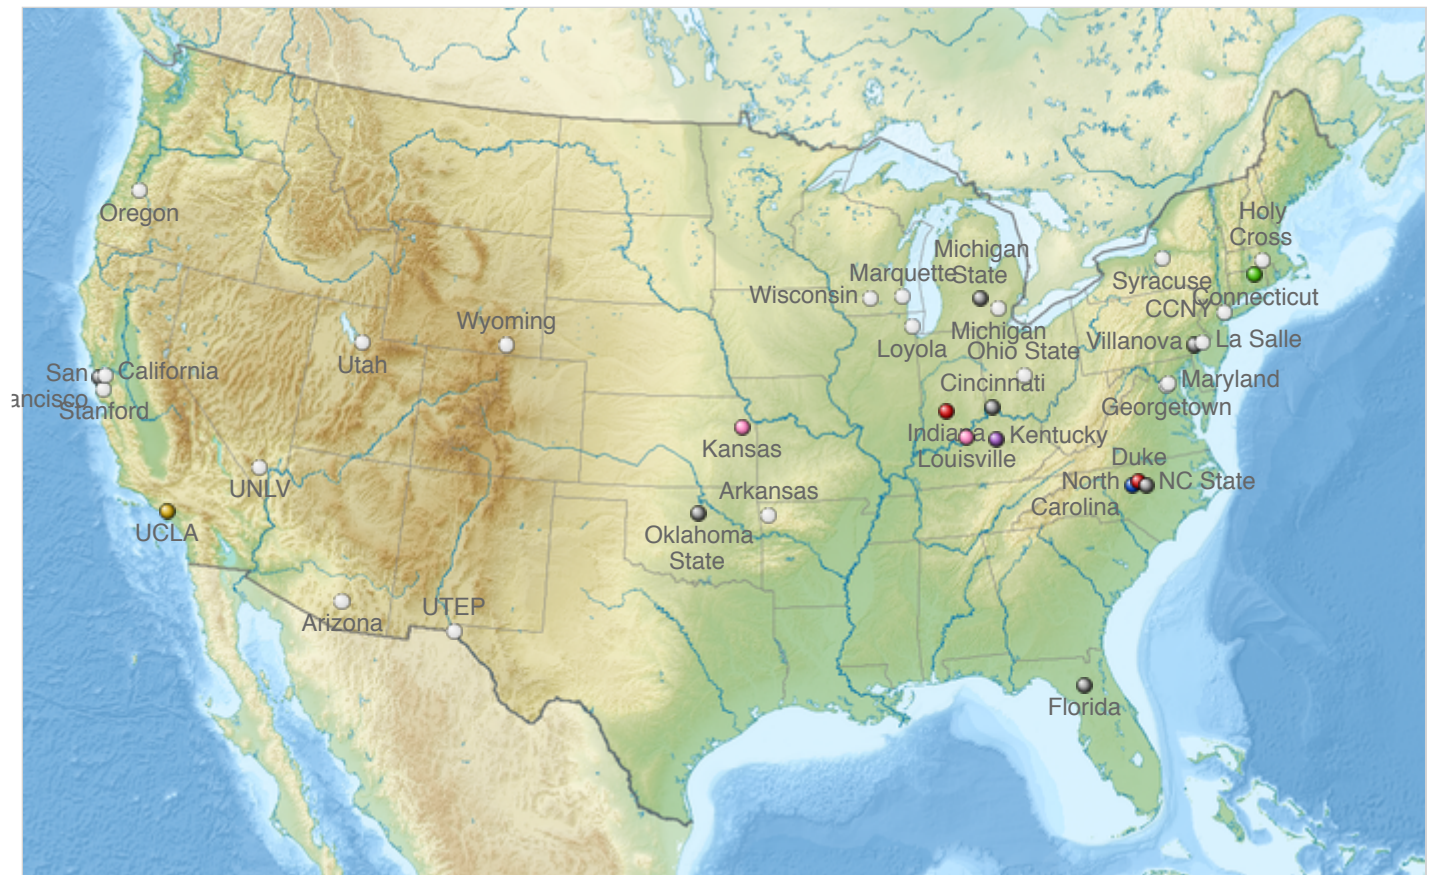 Holy
Cross
Oregon
Michigan
State
Marquette
Syracuse
Wisconsin
Connecticut
CCNY
Wyoming
Michigan
Villanova
La Salle
Loyola
Ohio State
Utah
San
California
ancisco
Stanford
Cincinnati
Maryland
Georgetown
Indiana
Kentucky
Kansas
Louisville
Duke
UNLV
Arkansas
North
Carolina
NC State
UCLA
Oklahoma
State
UTEP
Arizona
Florida